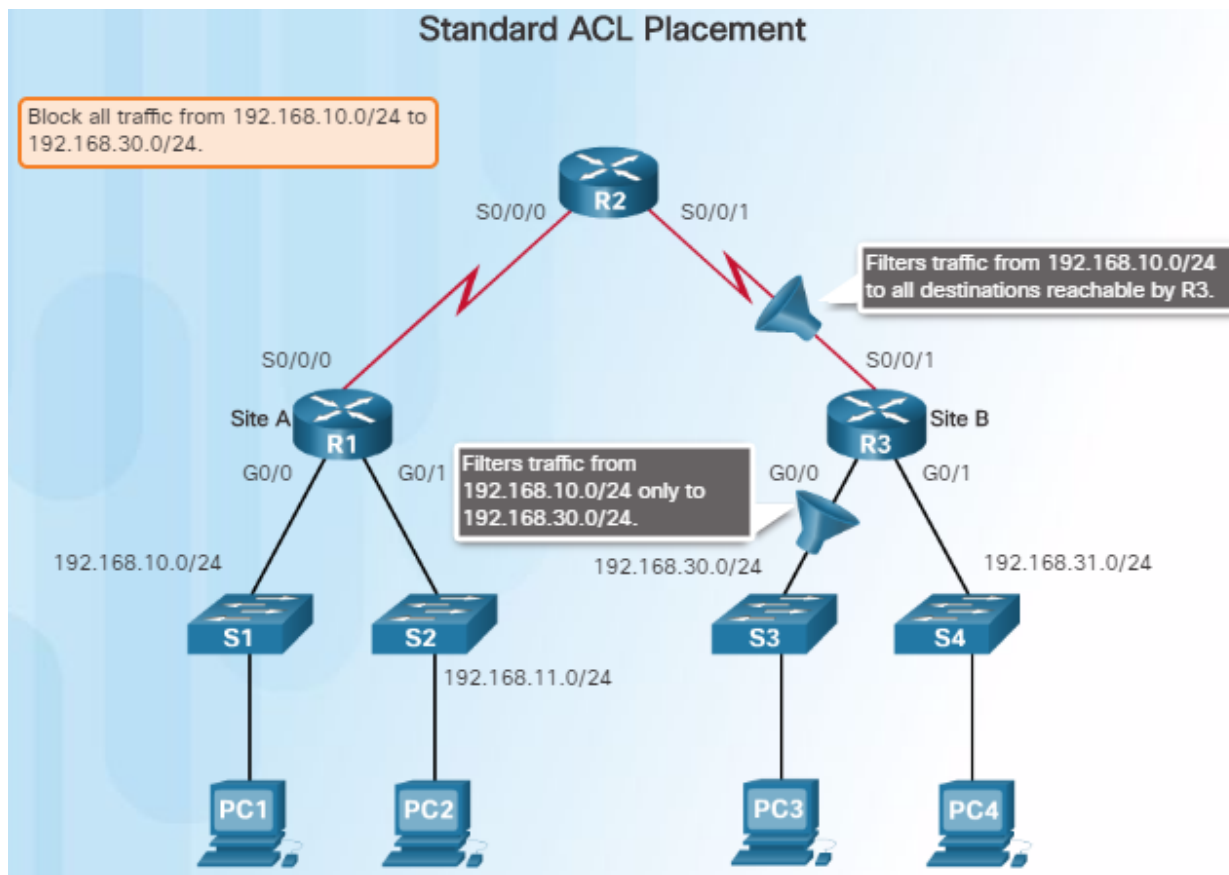 Standard ACL Placement
Block all traffic from 192.168.10.0/24 to
192.168.30.0/24.
R2
S0/0/0
S0/0/1
Filters traffic from 192.168.10.0/24
to all destinations reachable by R3.
S0/0/0
S0/0/1
Site A
R1
R3
Site B
G0/0
G0/1
Filters traffic from
192.168.10.0/24 only to
192.168.30.0/24.
G0/0
G0/1
192.168.10.0/24
192.168.30.0/24
192.168.31.0/24
S1
S2
S3
S4
192.168.11.0/24
PC1
PC2
PC3
PC4